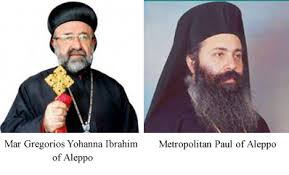 Mar Gregorios Yohanna Ibrahim
of Aleppo
Metropolitan Paul of Aleppo